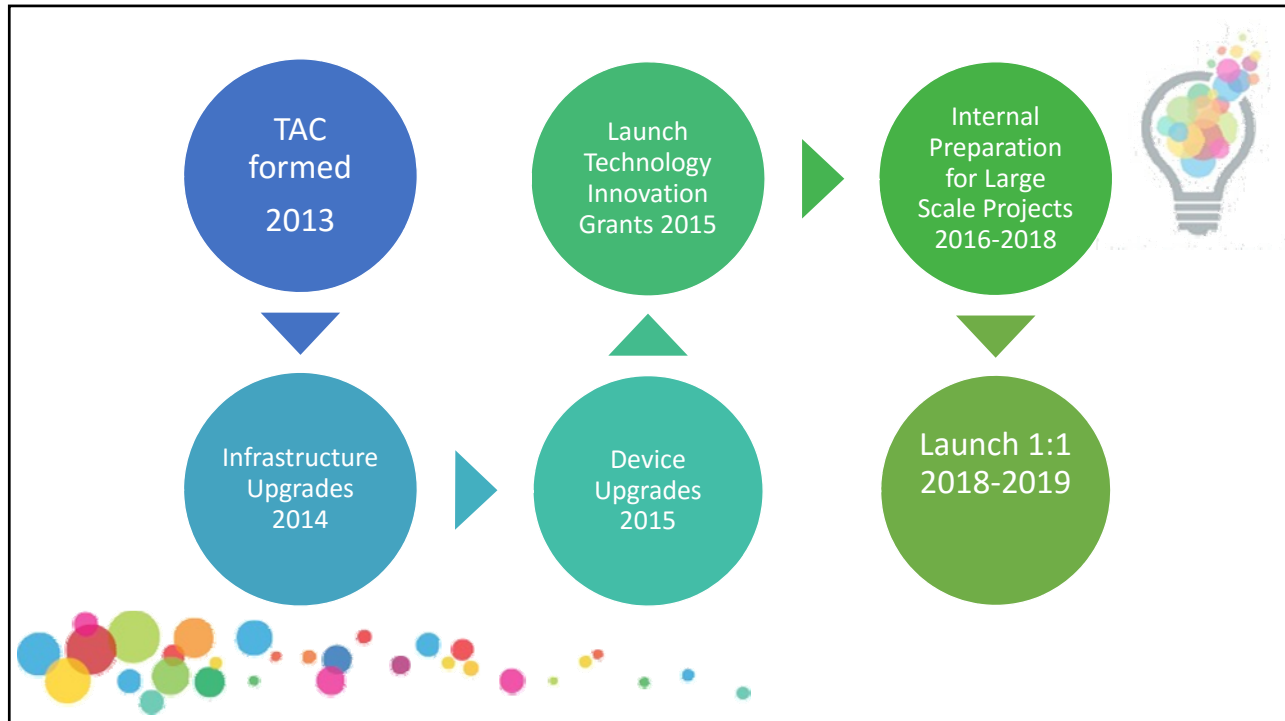 TAC
formed
2013
Infrastructure
Upgrades
2014
Device
Upgrades
2015
Launch
Technology
Innovation
Grants 2015
Internal
Preparation
for Large
Scale Projects
2016-2018
Launch 1:1
2018-2019